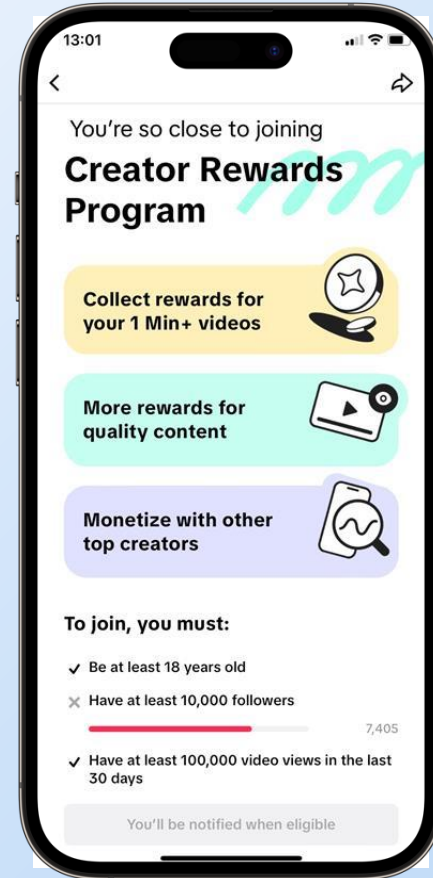 13:01
You’re so close to joining
Creator Rewards
Program
Collect rewards for
your 1 Min+ videos
More rewards for
quality content
Monetize with other
top creators
To join, you must:
Be at least 18 years old
Have at least 10,000 followers
7,405
Have at least 100,000 video views in the last
30 days
You’ll be notified when eligible